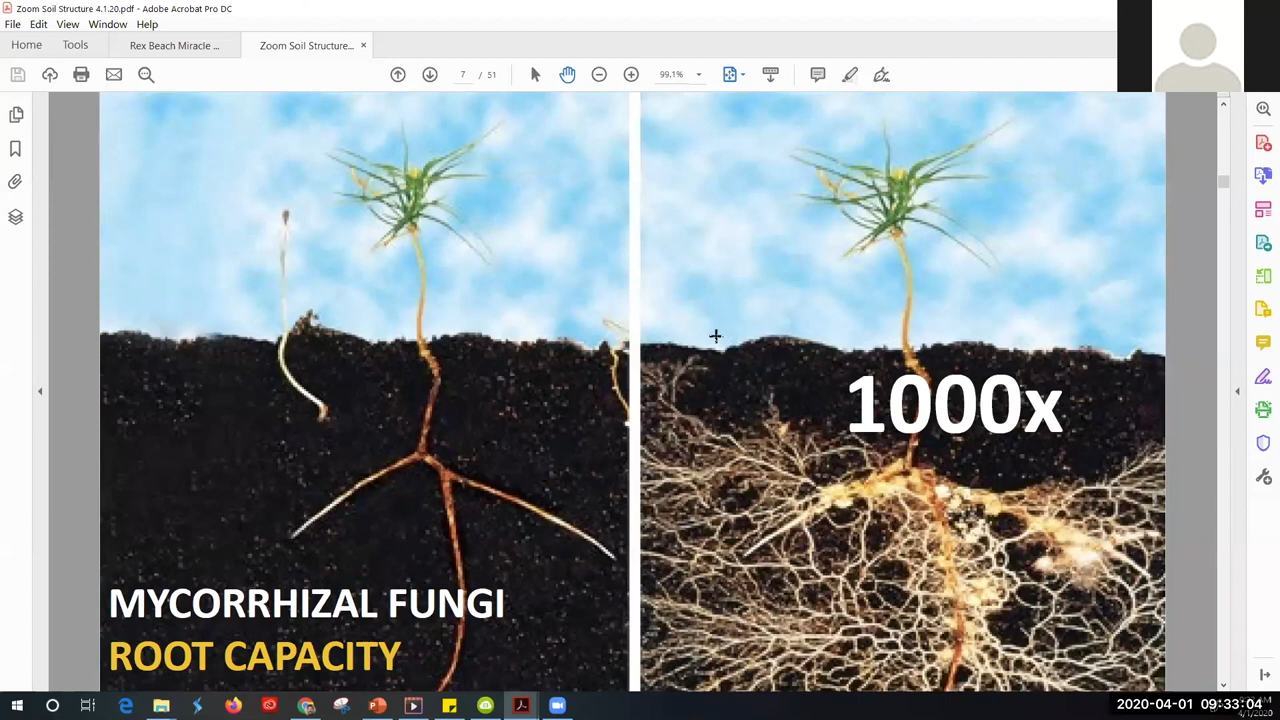 Zoom Soil Structure 4.1.20.pdf - Adobe Acrobat Pro DC
File Edit View Window Help
Home Tools Rex Beach Miracle ... Zoom Soil Structure... ×
7 / 51 99.1%
1000x
MYCORRHIZAL FUNGI
ROOT CAPACITY
2020-04-01 09:33:04